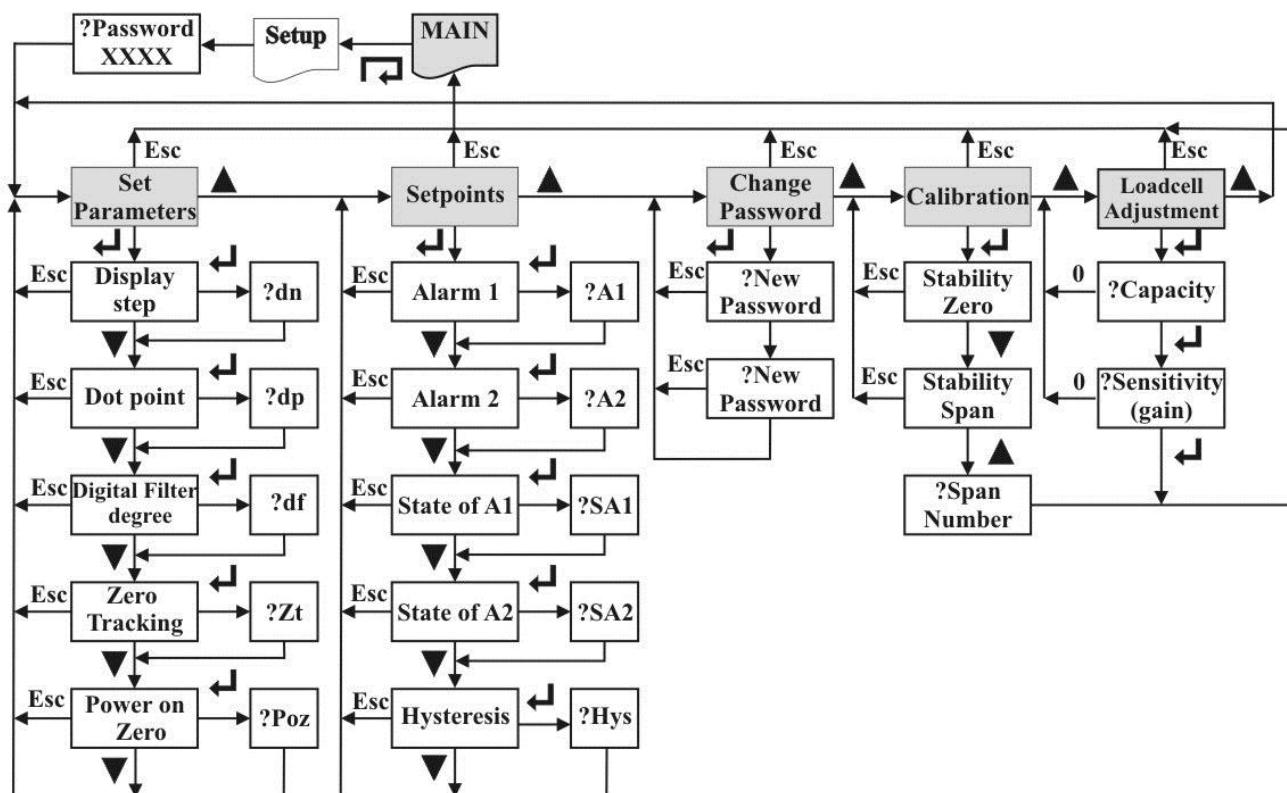 ?Password
XXXX
Setup
MAIN
Esc
Esc
Esc
Esc
Esc
Set
Parameters
Setpoints
Change
Password
Calibration
Loadcell
Adjustment
Esc
Display
step
?dn
Esc
Alarm 1
?A1
Esc
?New
Password
Esc
Stability
Zero
0
?Capacity
Esc
Dot point
?dp
Esc
Alarm 2
?A2
Esc
?New
Password
Esc
Stability
Span
0
?Sensitivity
(gain)
Esc
Digital Filter
degree
?df
Esc
State of A1
?SA1
?Span
Number
Esc
Zero
Tracking
?Zt
Esc
State of A2
?SA2
Esc
Power on
Zero
?Poz
Esc
Hysteresis
?Hys